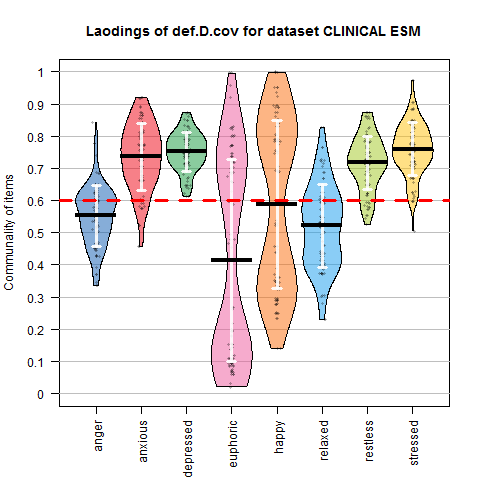 Laodings of def.D.cov for dataset CLINICAL ESM
Communality of items
1
0.9
0.8
0.7
0.6
0.5
0.4
0.3
0.2
0.1
0
anger
anxious
depressed
euphoric
happy
relaxed
restless
stressed